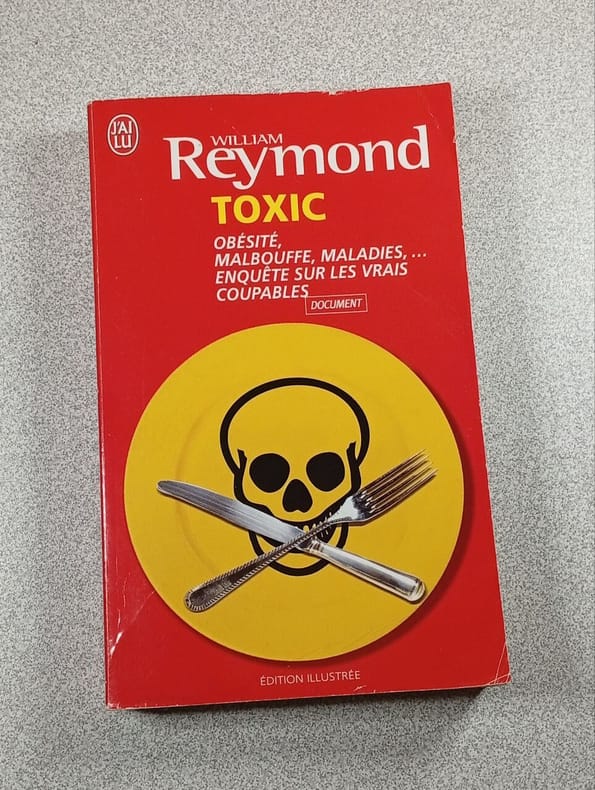 J'AI
LU
WILLIAM
Reymond
TOXIC
OBÉSITÉ,
MALBOUFFE, MALADIES, ...
ENQUÊTE SUR LES VRAIS
COUPABLES
DOCUMENT
ÉDITION ILLUSTRÉE